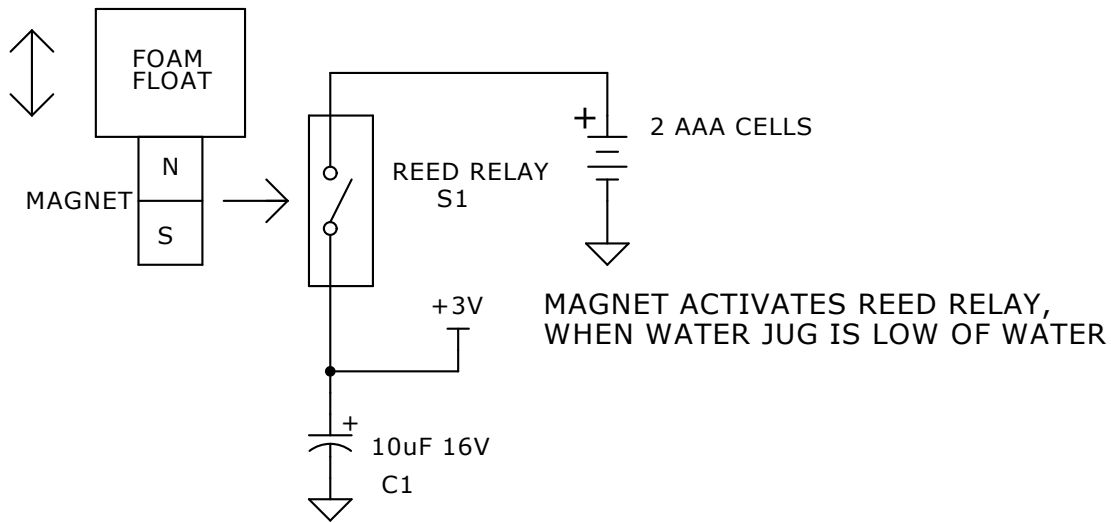 FOAM
FLOAT
N
MAGNET
S
REED RELAY
S1
+
2 AAA CELLS
+3V
MAGNET ACTIVATES REED RELAY,
WHEN WATER JUG IS LOW OF WATER
+
10uF 16V
C1